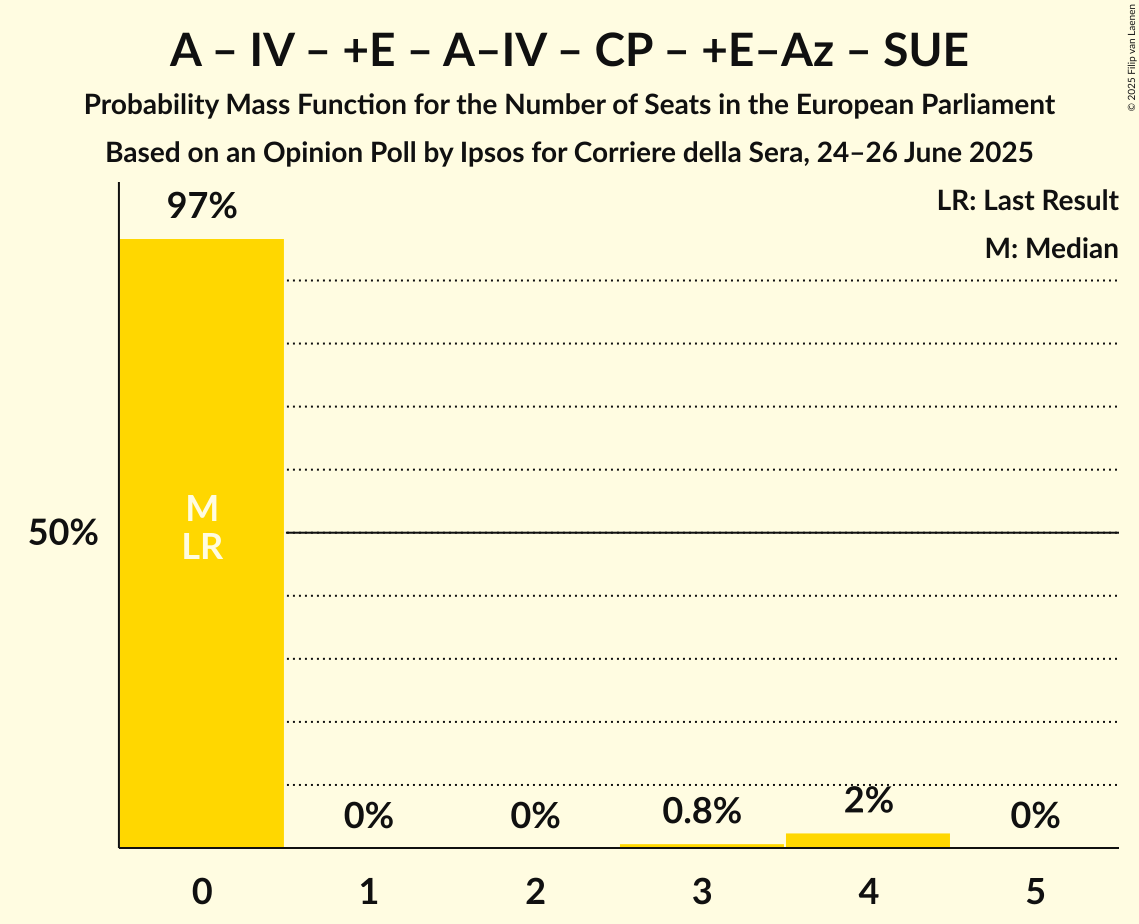 A – IV – +E – A–IV – CP – +E–Az – SUE
Probability Mass Function for the Number of Seats in the European Parliament
Based on an Opinion Poll by Ipsos for Corriere della Sera, 24–26 June 2025
© 2025 Filip van Laenen
LR: Last Result
M: Median
97%
M
LR
50%
0%
0%
0.8%
2%
0%
0
1
2
3
4
5